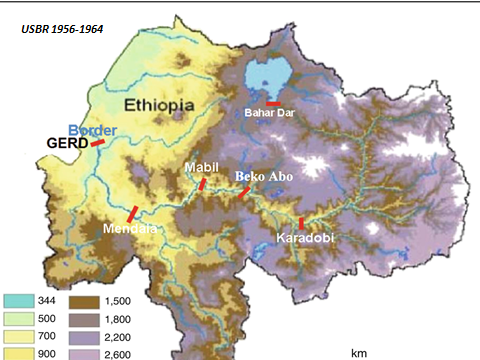 USBR 1956-1964
Ethiopia
Bahar Dar
Border
GERD
Mabil
Beko Abo
Mendaia
Karadobi
344
500
700
900
1,500
1,800
2,200
2,600
km